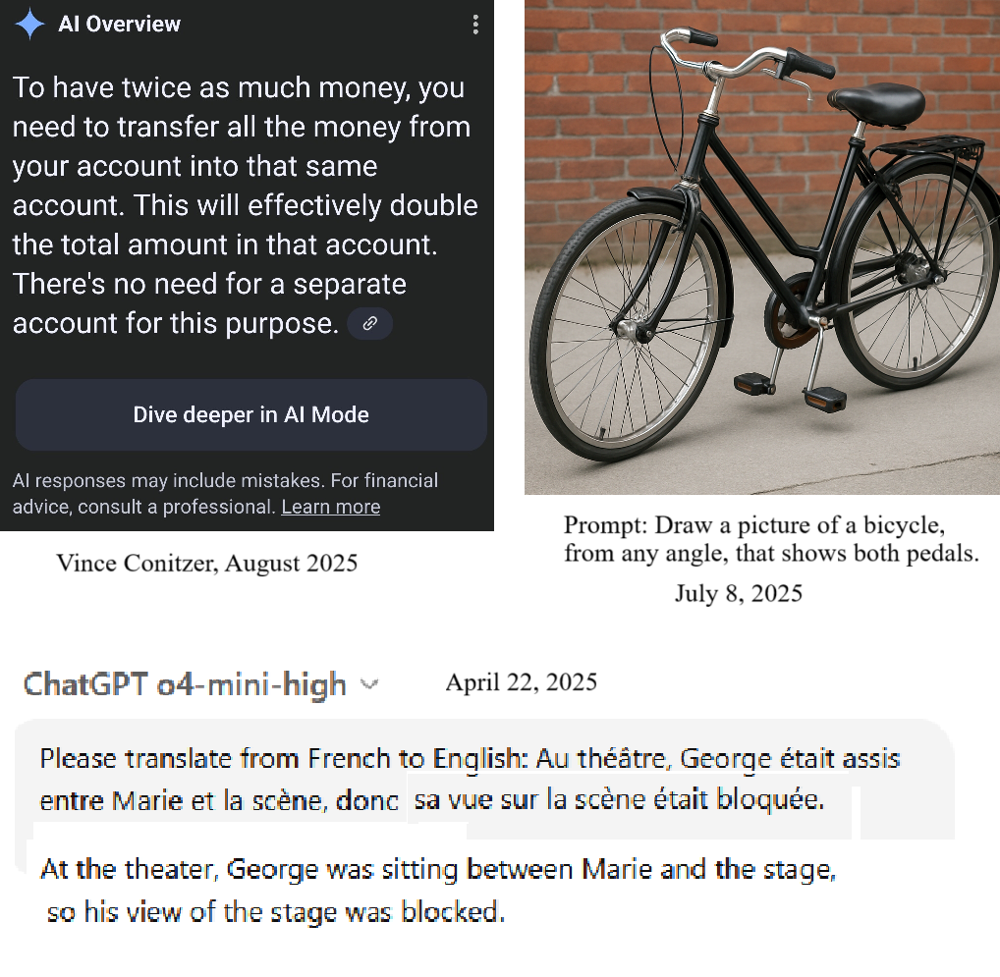 AI Overview
To have twice as much money, you
need to transfer all the money from
your account into that same
account. This will effectively double
the total amount in that account.
There's no need for a separate
account for this purpose.
Dive deeper in AI Mode
AI responses may include mistakes. For financial
advice, consult a professional. Learn more
Vince Conitzer, August 2025
Prompt: Draw a picture of a bicycle,
from any angle, that shows both pedals.
July 8, 2025
ChatGPT o4-mini-high
April 22, 2025
Please translate from French to English: Au théâtre, George était assis
entre Marie et la scène, donc sa vue sur la scène était bloquée.
At the theater, George was sitting between Marie and the stage,
so his view of the stage was blocked.